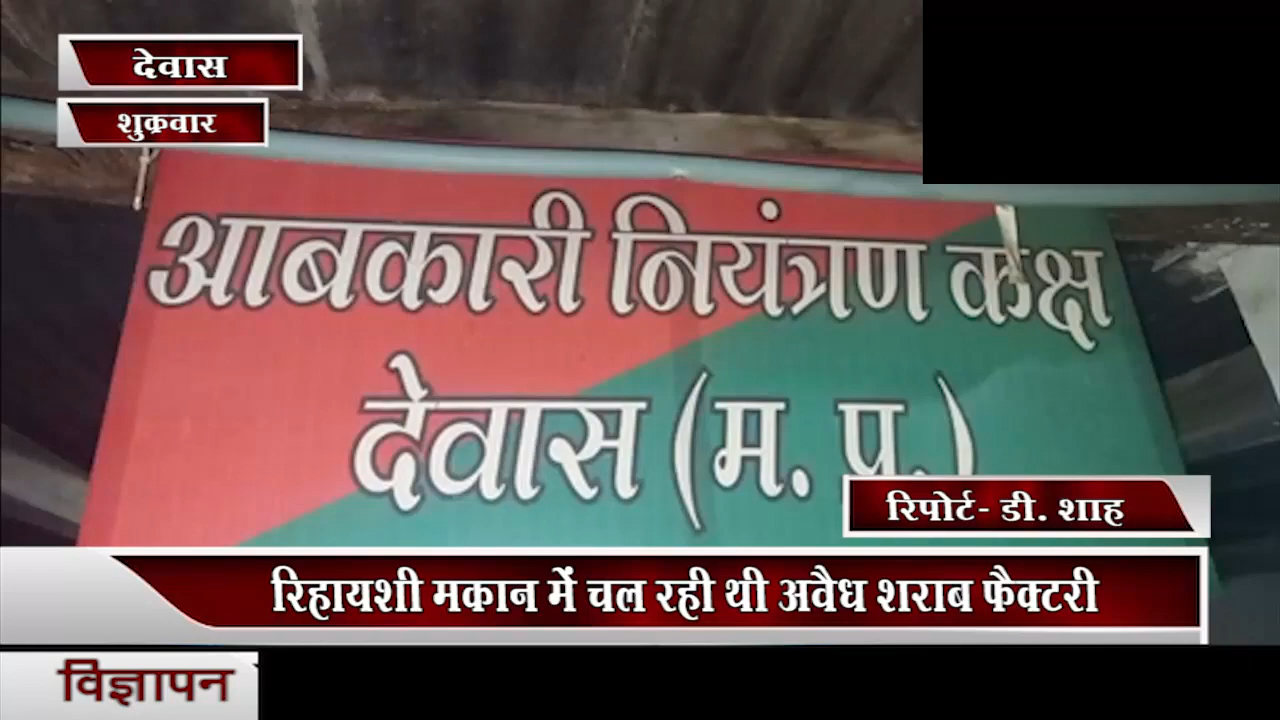 देवास
शुक्रवार
आबकारी नियंत्रण कक्ष
देवास (म. प्र.)
रिपोर्ट- डी. शाह
रिहायशी मकान में चल रही थी अवैध शराब फैक्टरी
विज्ञापन